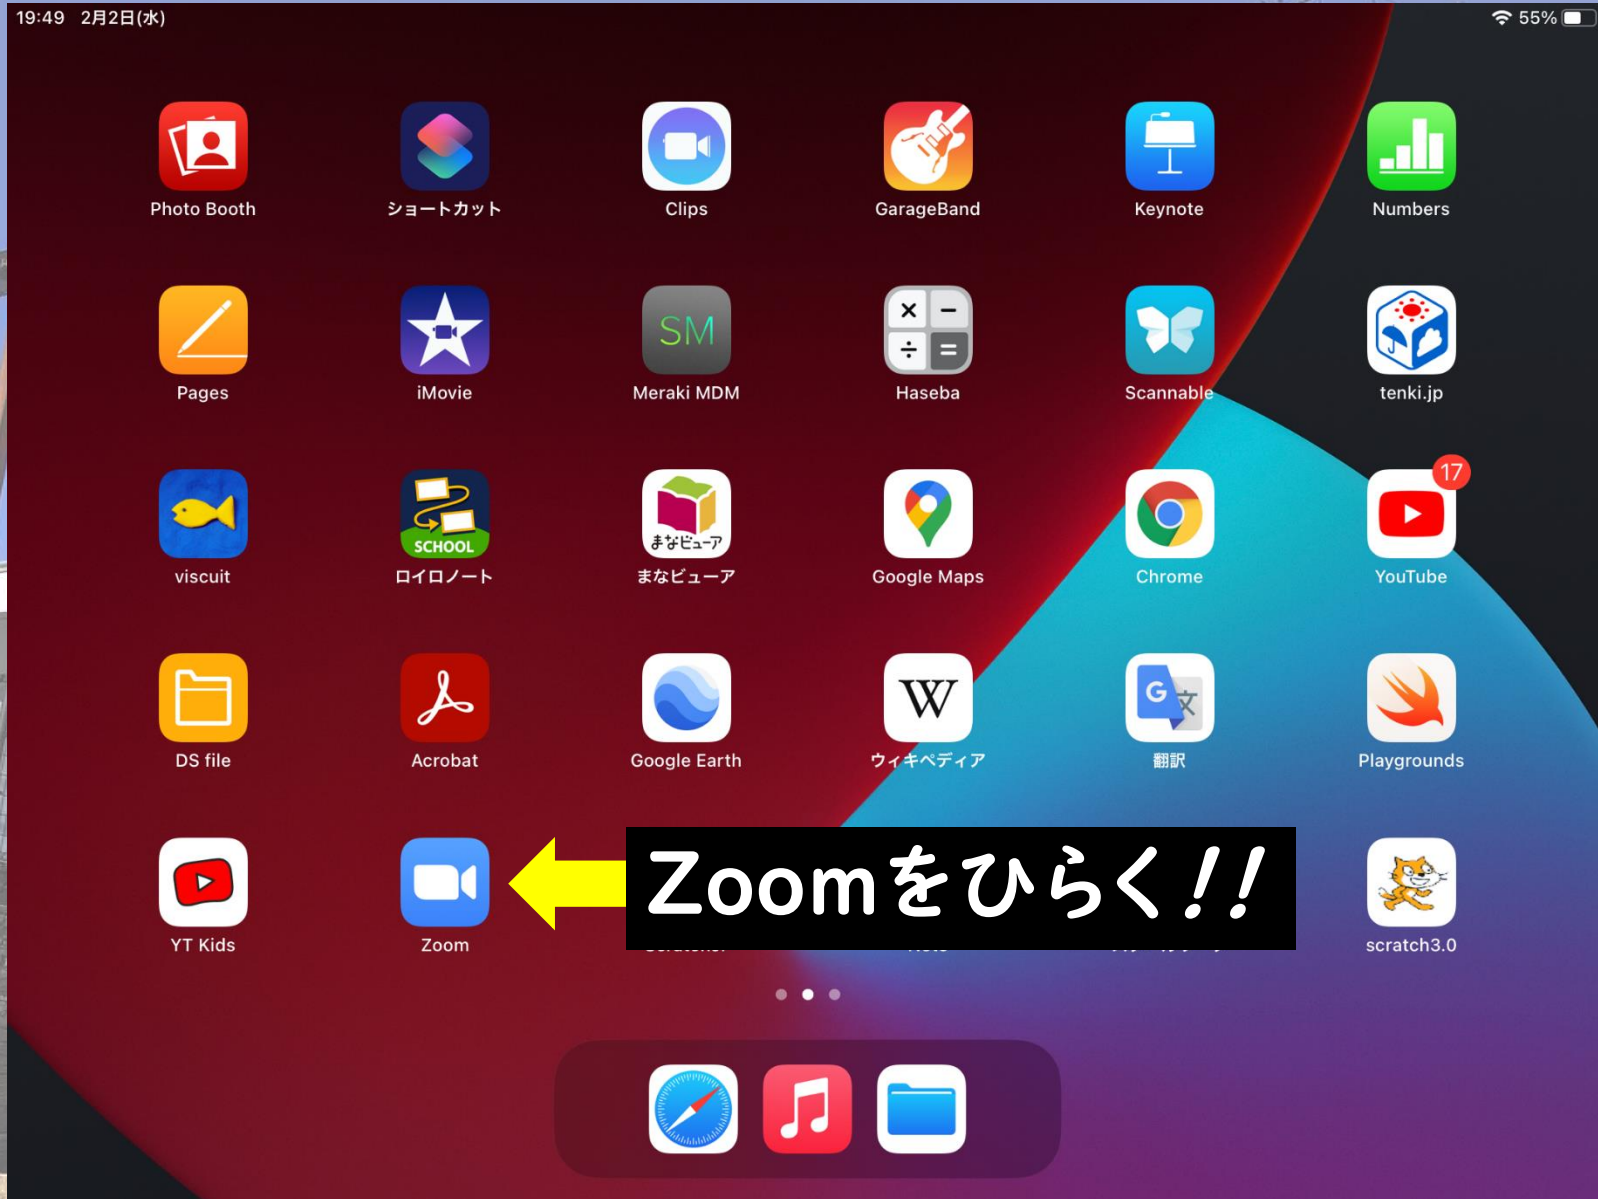 19:49 2月2日(水)
55%
Photo Booth
ショートカット
Clips
GarageBand
Keynote
Numbers
SM
× −
÷ =
Pages
iMovie
Meraki MDM
Haseba
Scannable
tenki.jp
17
SCHOOL
まなビューア
viscuit
ロイロノート
まなビューア
Google Maps
Chrome
YouTube
W
G 文
DS file
Acrobat
Google Earth
ウィキペディア
翻訳
Playgrounds
Zoomをひらく!!
YT Kids
Zoom
scratch3.0